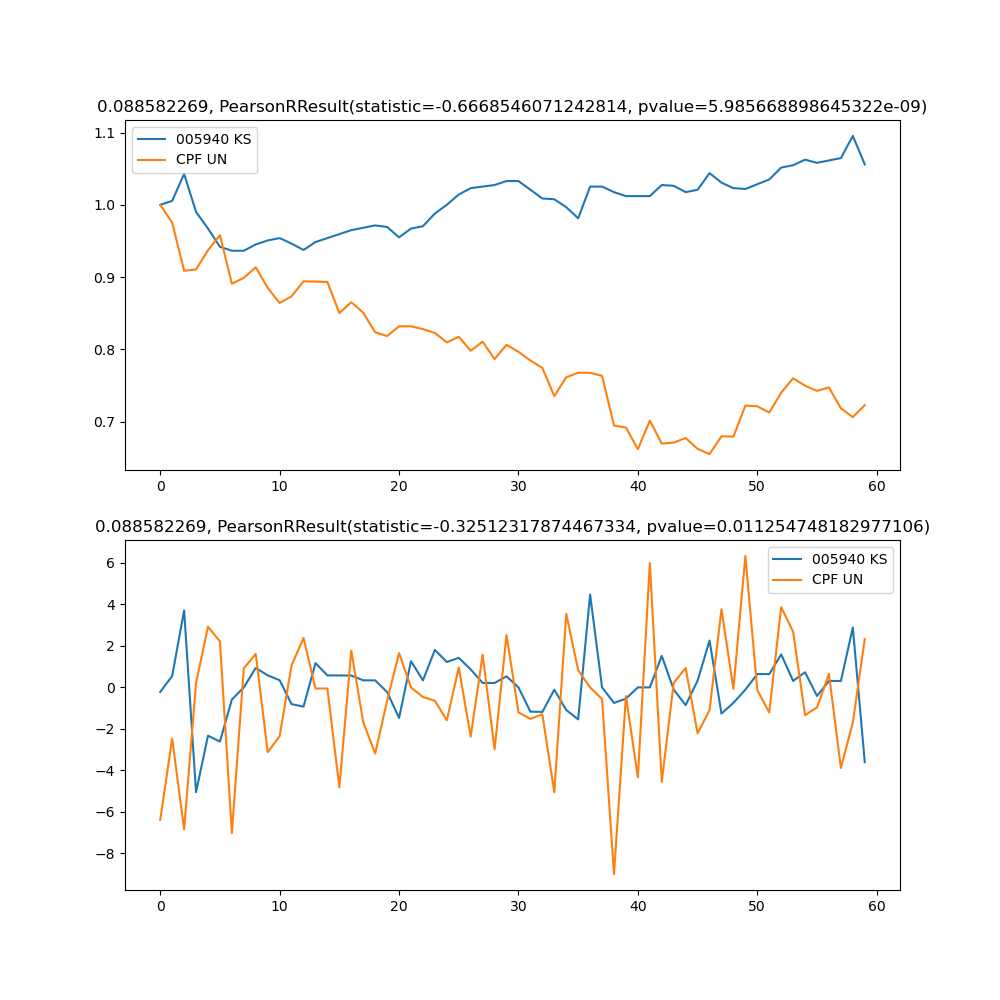 0.088582269, PearsonRResult(statistic=-0.6668546071242814, pvalue=5.985668898645322e-09)
005940 KS
CPF UN
1.1
1.0
0.9
0.8
0.7
0 10 20 30 40 50 60
0.088582269, PearsonRResult(statistic=-0.32512317874467334, pvalue=0.011254748182977106)
005940 KS
CPF UN
6
4
2
0
−2
−4
−6
−8
0 10 20 30 40 50 60